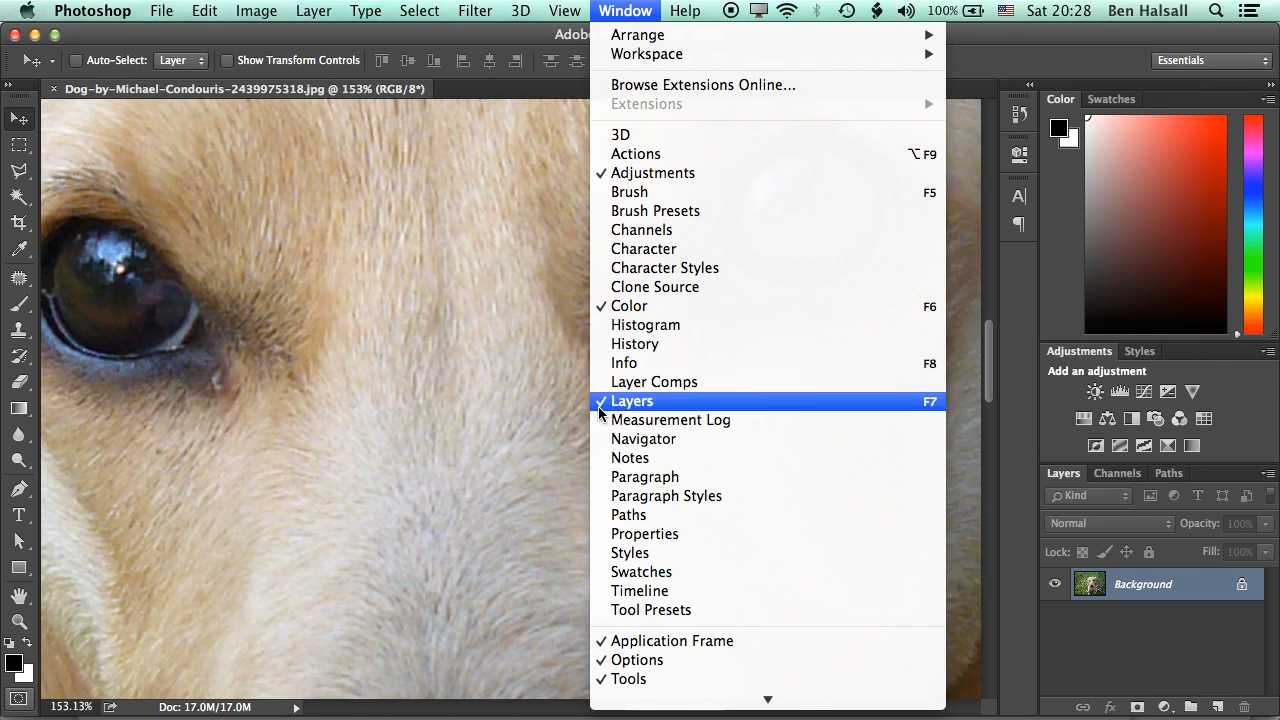 Photoshop File Edit Image Layer Type Select Filter 3D View Window Help 100% Sat 20:28 Ben Halsall
Adobe
Auto-Select: Layer Show Transform Controls Essentials
Dog-by-Michael-Condouris-2439975318.jpg @ 153% (RGB/8*)
Arrange
Workspace
Browse Extensions Online...
Extensions
3D
Actions ⌥F9
Adjustments
Brush F5
Brush Presets
Channels
Character
Character Styles
Clone Source
Color F6
Histogram
History
Info F8
Layer Comps
Layers F7
Measurement Log
Navigator
Notes
Paragraph
Paragraph Styles
Paths
Properties
Styles
Swatches
Timeline
Tool Presets
Application Frame
Options
Tools
Color Swatches
Adjustments Styles
Add an adjustment
Layers Channels Paths
Kind
Normal Opacity: 100%
Lock: Fill: 100%
Background
153.13% Doc: 17.0M/17.0M